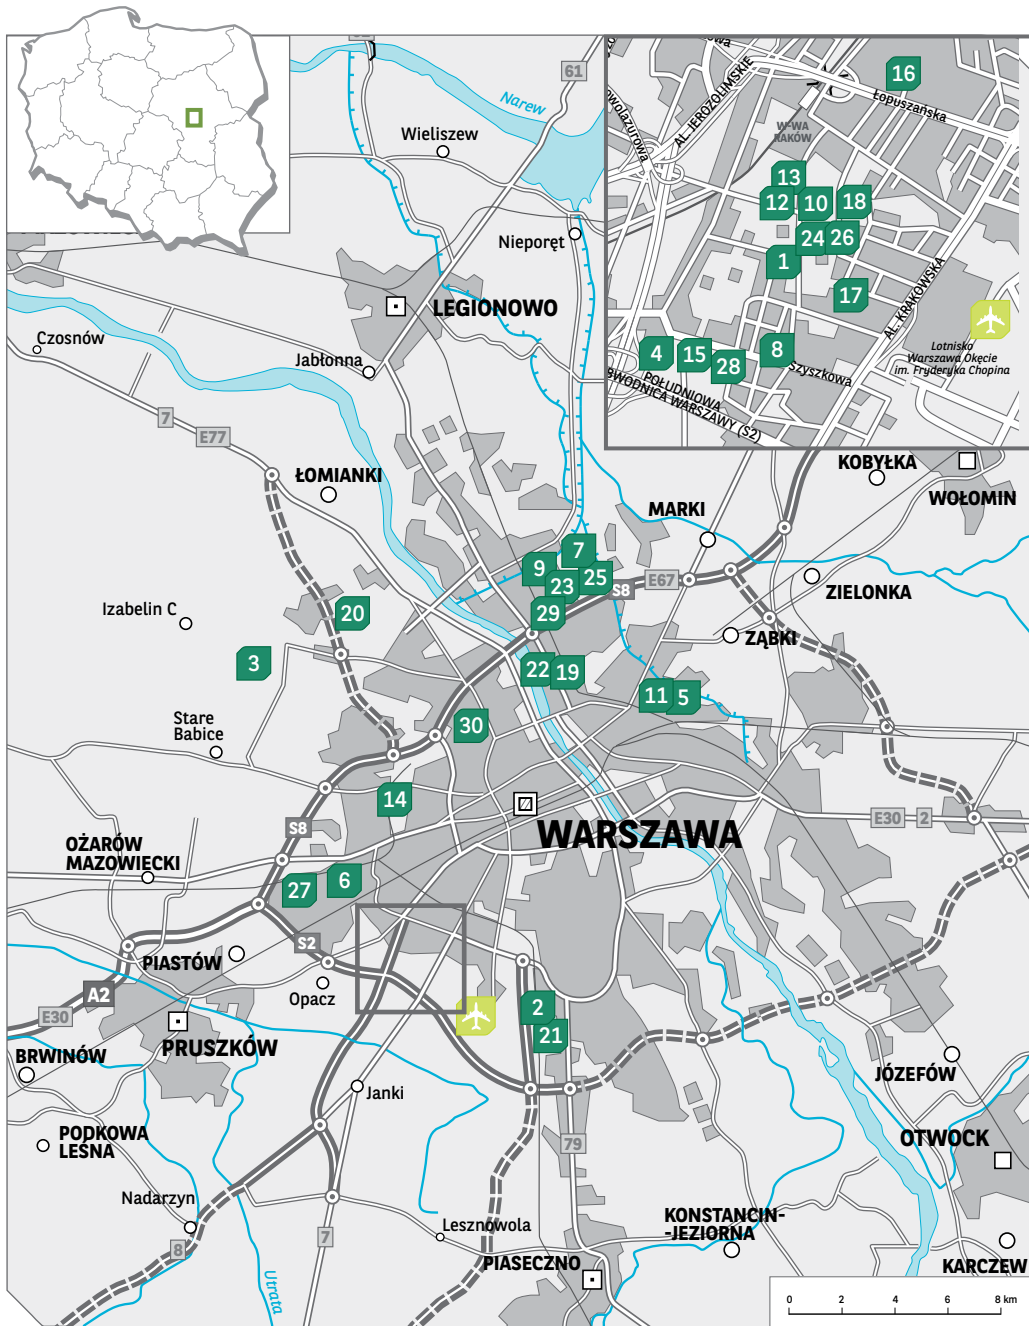 61
Narew
Wieliszew
Nieporęt
LEGIONOWO
Czosnów
Jabłonna
7
E77
ŁOMIANKI
AL. JEROZOLIMSKIE
Łopuszańska
16
W-WA
RAKÓW
13
12
10
18
24
26
1
17
AL. KRAKOWSKA
4
15
28
8
Szyszkowa
POŁUDNIOWA
BWODNICA WARSZAWY (S2)
Lotnisko
Warszawa Okęcie
im. Fryderyka Chopina
KOBYŁKA
WOŁOMIN
MARKI
7
9
23
25
S8
E67
29
ZIELONKA
ZĄBKI
Izabelin C
20
3
22
19
11
5
Stare
Babice
30
14
WARSZAWA
E30
2
S8
OŻARÓW
MAZOWIECKI
27
6
S2
PIASTÓW
A2
E30
Opacz
PRUSZKÓW
2
21
BRWINÓW
Janki
JÓZEFÓW
PODKOWA
LEŚNA
OTWOCK
79
Nadarzyn
8
7
Lesznowola
KONSTANCIN-
-JEZIORNA
Utrata
PIASECZNO
KARCZEW
0 2 4 6 8 km